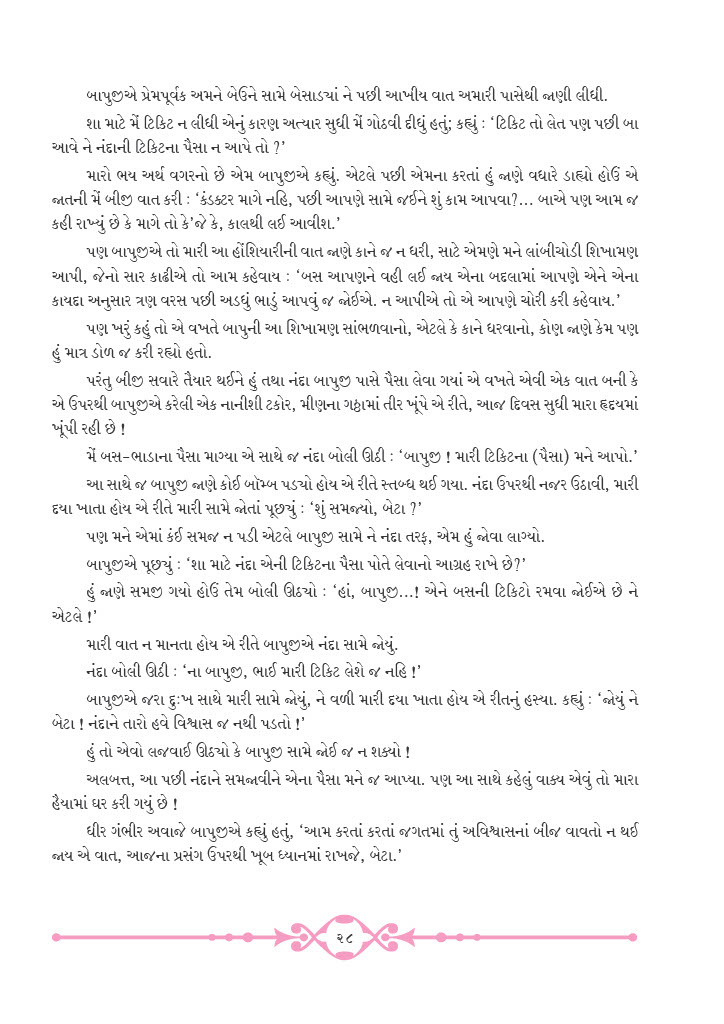 બાપુજીએ પ્રેમપૂર્વક અમને બેઉને સામે બેસાડ્યાં ને પછી આખીય વાત અમારી પાસેથી જાણી લીધી.
શા માટે મેં ટિકિટ ન લીધી એનું કારણ અત્યાર સુધી મેં ગોઠવી દીધું હતું; કહ્યું : ‘ટિકિટ તો લેત પણ પછી બા
આવે ને નંદાની ટિકિટના પૈસા ન આપે તો ?’
મારો ભય અર્થ વગરનો છે એમ બાપુજીએ કહ્યું. એટલે પછી એમના કરતાં હું જાણે વધારે ડાહ્યો હોઉં એ
જાતની મેં બીજી વાત કરી : ‘કંડક્ટર માગે નહિ, પછી આપણે સામે જઈને શું કામ આપવા?... બાએ પણ આમ જ
કહી રાખ્યું છે કે માગે તો કે’જે કે, કાલથી લઈ આવીશ.’
પણ બાપુજીએ તો મારી આ હોંશિયારીની વાત જાણે કાને જ ન ધરી, સાટે એમણે મને લાંબીચોડી શિખામણ
આપી, જેનો સાર કાઢીએ તો આમ કહેવાય : ‘બસ આપણને વહી લઈ જાય એના બદલામાં આપણે એને એના
કાયદા અનુસાર ત્રણ વરસ પછી અડધું ભાડું આપવું જ જોઈએ. ન આપીએ તો એ આપણે ચોરી કરી કહેવાય.’
પણ ખરું કહું તો એ વખતે બાપુની આ શિખામણ સાંભળવાનો, એટલે કે કાને ધરવાનો, કોણ જાણે કેમ પણ
હું માત્ર ડોળ જ કરી રહ્યો હતો.
પરંતુ બીજી સવારે તૈયાર થઈને હું તથા નંદા બાપુજી પાસે પૈસા લેવા ગયાં એ વખતે એવી એક વાત બની કે
એ ઉપરથી બાપુજીએ કરેલી એક નાનીશી ટકોર, મીણના ગઠ્ઠામાં તીર ખૂંપે એ રીતે, આજ દિવસ સુધી મારા હૃદયમાં
ખૂંપી રહી છે !
મેં બસ-ભાડાના પૈસા માગ્યા એ સાથે જ નંદા બોલી ઊઠી : ‘બાપુજી ! મારી ટિકિટના (પૈસા) મને આપો.’
આ સાથે જ બાપુજી જાણે કોઈ બૉમ્બ પડ્યો હોય એ રીતે સ્તબ્ધ થઈ ગયા. નંદા ઉપરથી નજર ઉઠાવી, મારી
દયા ખાતા હોય એ રીતે મારી સામે જોતાં પૂછ્યું : ‘શું સમજ્યો, બેટા ?’
પણ મને એમાં કંઈ સમજ ન પડી એટલે બાપુજી સામે ને નંદા તરફ, એમ હું જોવા લાગ્યો.
બાપુજીએ પૂછ્યું : ‘શા માટે નંદા એની ટિકિટના પૈસા પોતે લેવાનો આગ્રહ રાખે છે?’
હું જાણે સમજી ગયો હોઉં તેમ બોલી ઊઠ્યો : ‘હાં, બાપુજી...! એને બસની ટિકિટો રમવા જોઈએ છે ને
એટલે !’
મારી વાત ન માનતા હોય એ રીતે બાપુજીએ નંદા સામે જોયું.
નંદા બોલી ઊઠી : ‘ના બાપુજી, ભાઈ મારી ટિકિટ લેશે જ નહિ !’
બાપુજીએ જરા દુઃખ સાથે મારી સામે જોયું, ને વળી મારી દયા ખાતા હોય એ રીતનું હસ્યા. કહ્યું : ‘જોયું ને
બેટા ! નંદાને તારો હવે વિશ્વાસ જ નથી પડતો !’
હું તો એવો લજવાઈ ઊઠ્યો કે બાપુજી સામે જોઈ જ ન શક્યો !
અલબત્ત, આ પછી નંદાને સમજાવીને એના પૈસા મને જ આપ્યા. પણ આ સાથે કહેલું વાક્ય એવું તો મારા
હૈયામાં ઘર કરી ગયું છે !
ધીર ગંભીર અવાજે બાપુજીએ કહ્યું હતું, ‘આમ કરતાં કરતાં જગતમાં તું અવિશ્વાસનાં બીજ વાવતો ન થઈ
જાય એ વાત, આજના પ્રસંગ ઉપરથી ખૂબ ધ્યાનમાં રાખજે, બેટા.’
૨૮